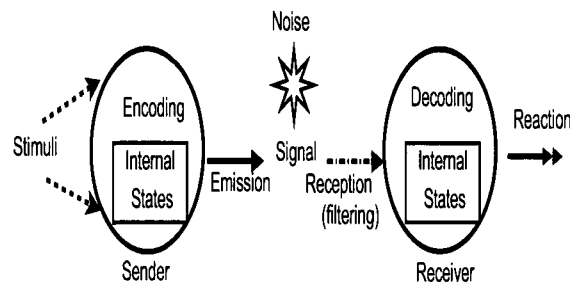 Noise
Encoding
Decoding
Stimuli
Internal
States
Emission
Signal
Reception
(filtering)
Internal
States
Reaction
Sender
Receiver